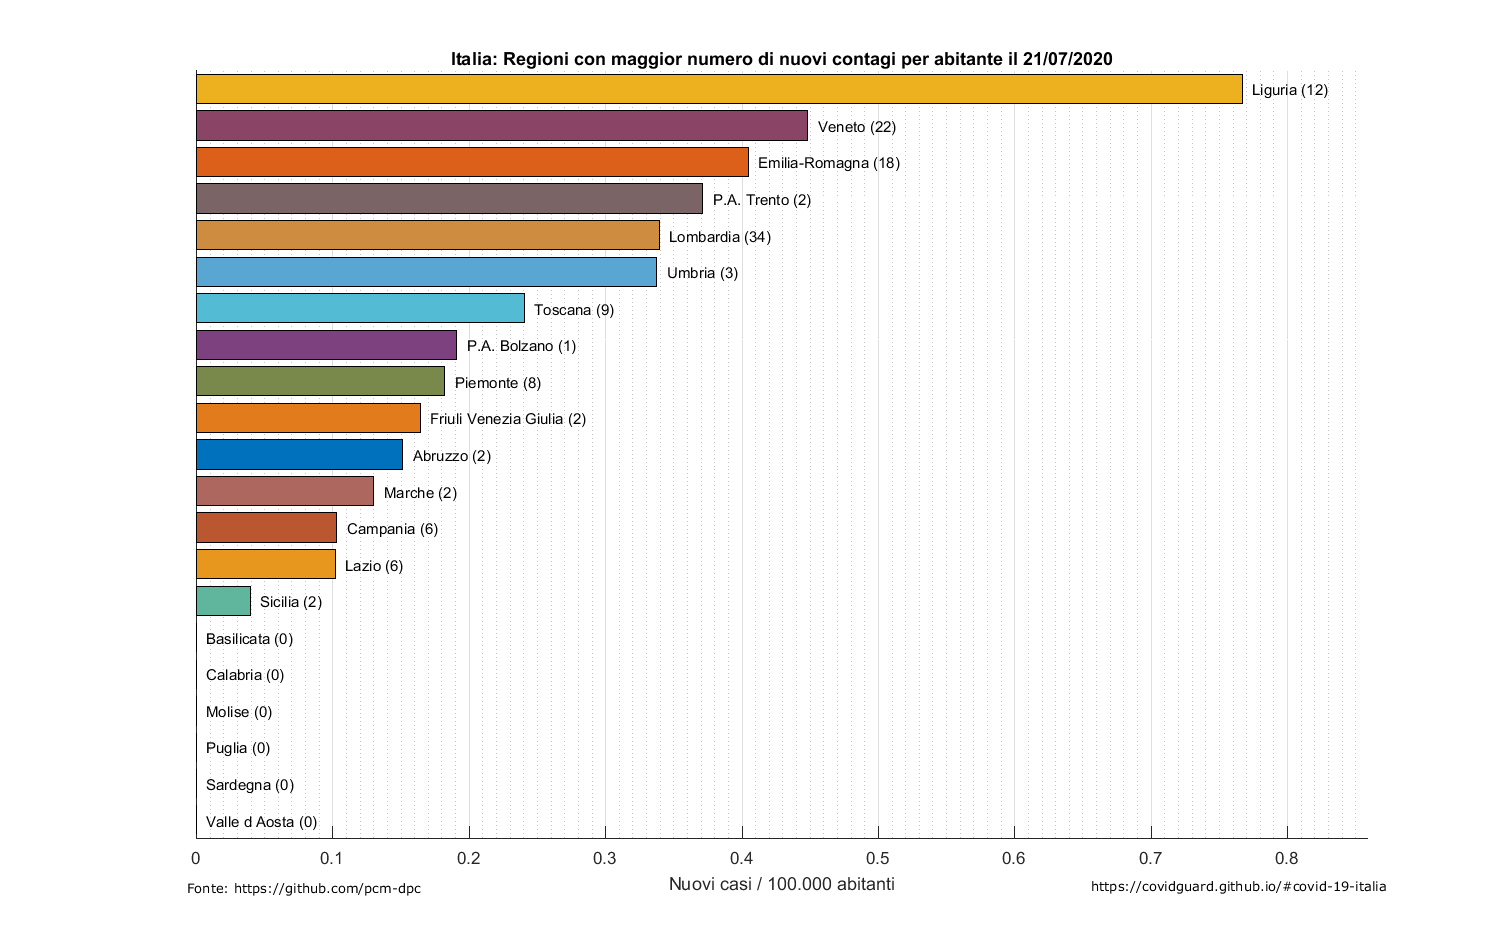 Italia: Regioni con maggior numero di nuovi contagi per abitante il 21/07/2020
Liguria (12)
Veneto (22)
Emilia-Romagna (18)
P.A. Trento (2)
Lombardia (34)
Umbria (3)
Toscana (9)
P.A. Bolzano (1)
Piemonte (8)
Friuli Venezia Giulia (2)
Abruzzo (2)
Marche (2)
Campania (6)
Lazio (6)
Sicilia (2)
Basilicata (0)
Calabria (0)
Molise (0)
Puglia (0)
Sardegna (0)
Valle d Aosta (0)
0 0.1 0.2 0.3 0.4 0.5 0.6 0.7 0.8
Nuovi casi / 100.000 abitanti
Fonte: https://github.com/pcm-dpc
https://covidguard.github.io/#covid-19-italia